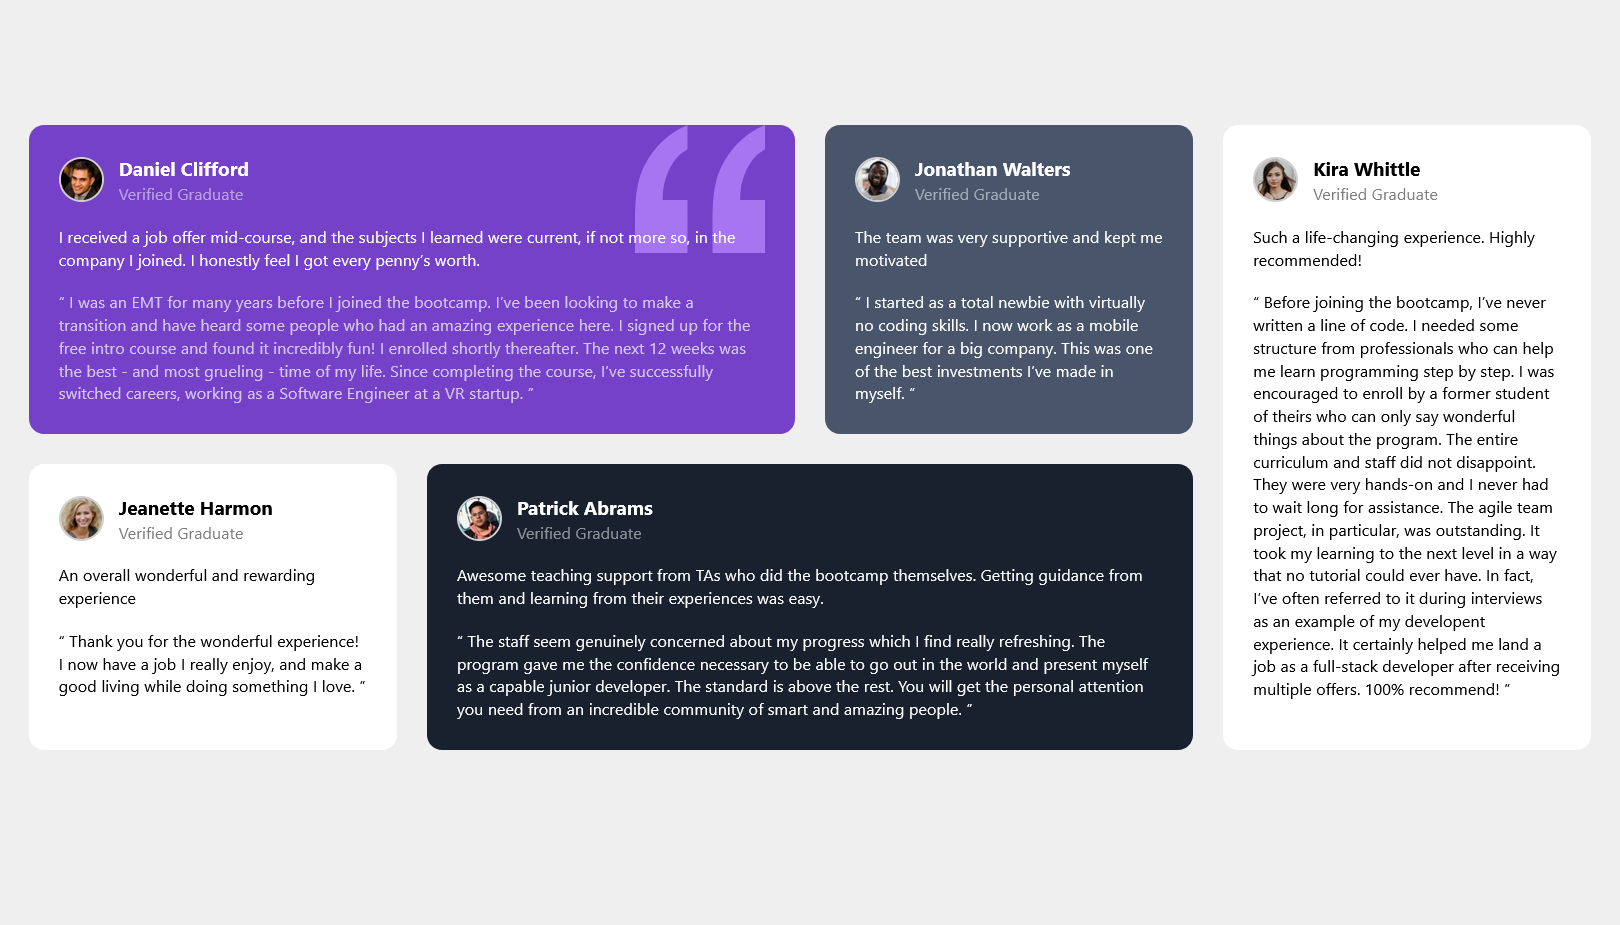 Daniel Clifford
Verified Graduate
I received a job offer mid-course, and the subjects I learned were current, if not more so, in the
company I joined. I honestly feel I got every penny’s worth.
“ I was an EMT for many years before I joined the bootcamp. I’ve been looking to make a
transition and have heard some people who had an amazing experience here. I signed up for the
free intro course and found it incredibly fun! I enrolled shortly thereafter. The next 12 weeks was
the best - and most grueling - time of my life. Since completing the course, I’ve successfully
switched careers, working as a Software Engineer at a VR startup. ”
Jonathan Walters
Verified Graduate
The team was very supportive and kept me
motivated
“ I started as a total newbie with virtually
no coding skills. I now work as a mobile
engineer for a big company. This was one
of the best investments I’ve made in
myself. “
Kira Whittle
Verified Graduate
Such a life-changing experience. Highly
recommended!
“ Before joining the bootcamp, I’ve never
written a line of code. I needed some
structure from professionals who can help
me learn programming step by step. I was
encouraged to enroll by a former student
of theirs who can only say wonderful
things about the program. The entire
curriculum and staff did not disappoint.
They were very hands-on and I never had
to wait long for assistance. The agile team
project, in particular, was outstanding. It
took my learning to the next level in a way
that no tutorial could ever have. In fact,
I’ve often referred to it during interviews
as an example of my developent
experience. It certainly helped me land a
job as a full-stack developer after receiving
multiple offers. 100% recommend! “
Jeanette Harmon
Verified Graduate
An overall wonderful and rewarding
experience
“ Thank you for the wonderful experience!
I now have a job I really enjoy, and make a
good living while doing something I love. ”
Patrick Abrams
Verified Graduate
Awesome teaching support from TAs who did the bootcamp themselves. Getting guidance from
them and learning from their experiences was easy.
“ The staff seem genuinely concerned about my progress which I find really refreshing. The
program gave me the confidence necessary to be able to go out in the world and present myself
as a capable junior developer. The standard is above the rest. You will get the personal attention
you need from an incredible community of smart and amazing people. ”